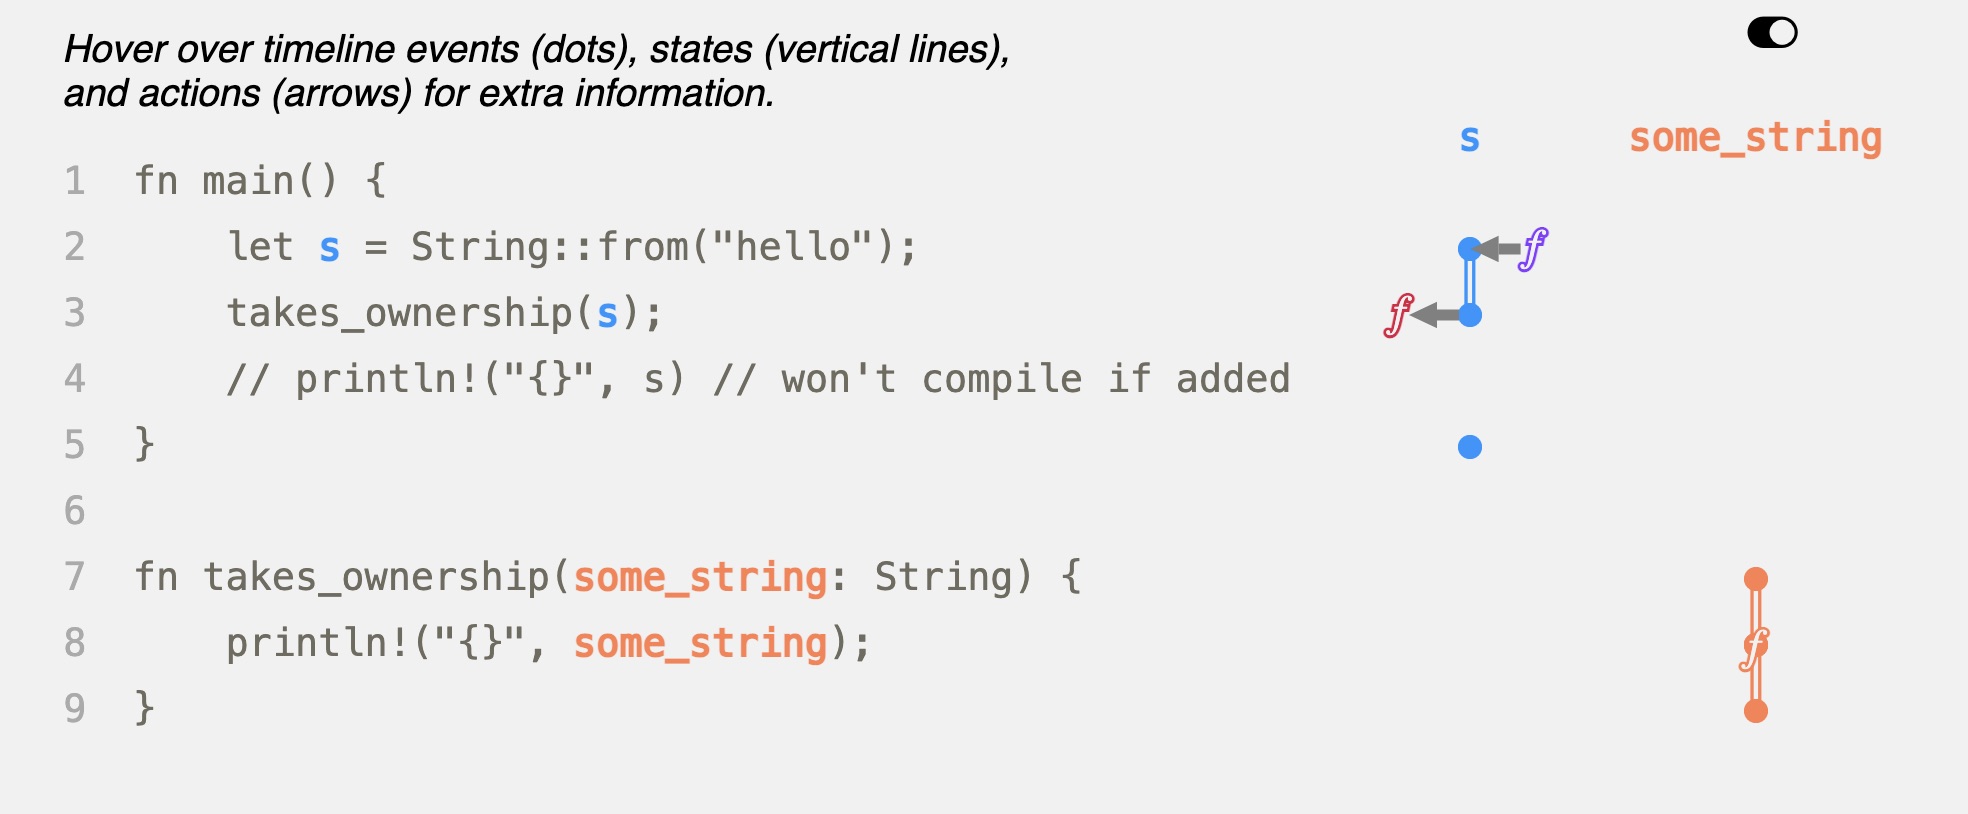 Hover over timeline events (dots), states (vertical lines),
and actions (arrows) for extra information.
s some_string
1 fn main() {
2     let s = String::from("hello"); f
3     takes_ownership(s); f
4     // println!("{}", s) // won't compile if added
5 }
6
7 fn takes_ownership(some_string: String) {
8     println!("{}", some_string); f
9 }